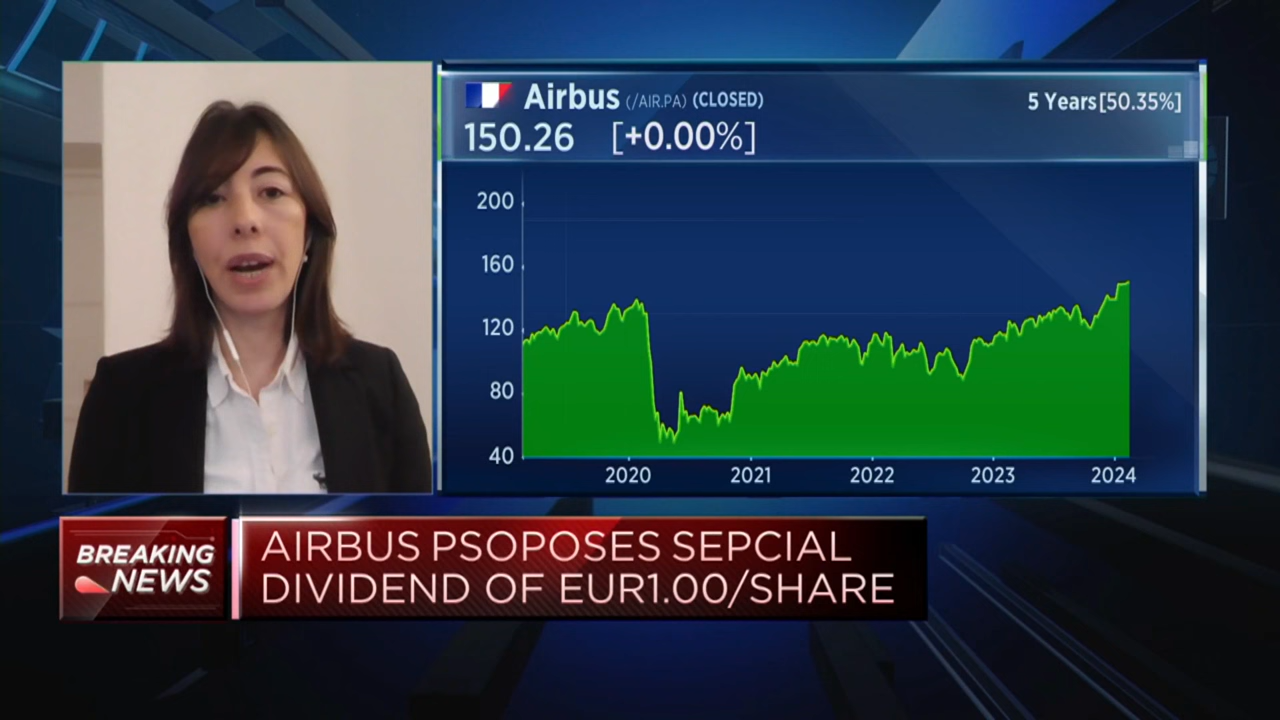 Airbus (/AIR.PA) (CLOSED)
5 Years[50.35%]
150.26 [+0.00%]
200
160
120
80
40
2020 2021 2022 2023 2024
BREAKING
NEWS
AIRBUS PSOPOSES SEPCIAL
DIVIDEND OF EUR1.00/SHARE